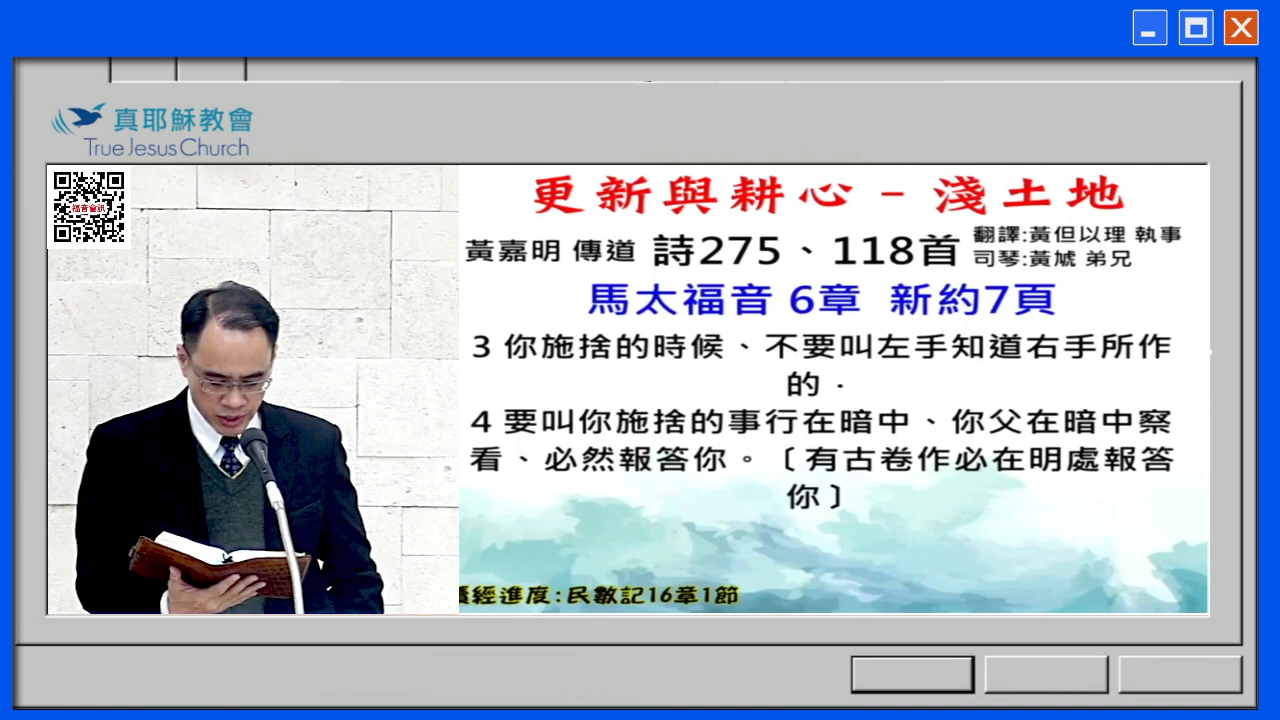 真耶穌教會
True Jesus Church
福音會訊
更新與耕心 - 淺土地
黃嘉明 傳道 詩275、118首
翻譯:黃但以理 執事
司琴:黃虓 弟兄
馬太福音 6章 新約7頁
3 你施捨的時候、不要叫左手知道右手所作
的．
4 要叫你施捨的事行在暗中、你父在暗中察
看、必然報答你。〔有古卷作必在明處報答
你〕
經進度:民數記16章1節